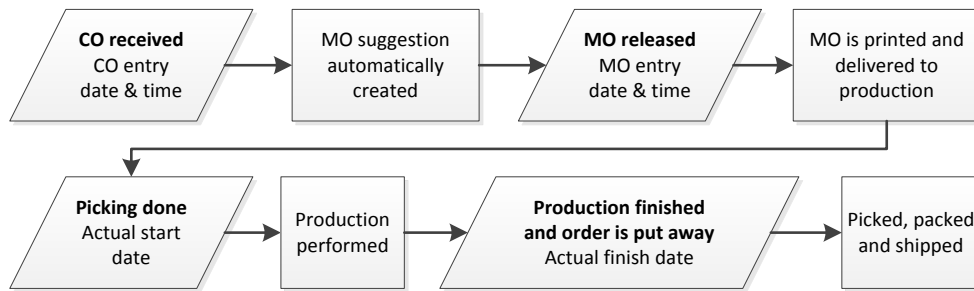 CO received
CO entry
date & time
MO suggestion
automatically
created
MO released
MO entry
date & time
MO is printed and
delivered to
production
Picking done
Actual start
date
Production
performed
Production finished
and order is put away
Actual finish date
Picked, packed
and shipped